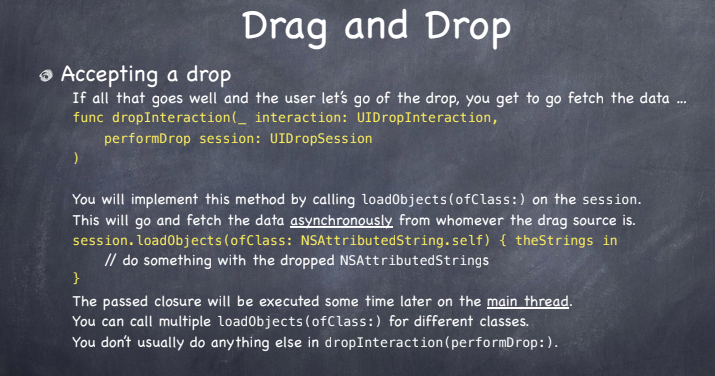 Drag and Drop
Accepting a drop
If all that goes well and the user let's go of the drop, you get to go fetch the data ...
func dropInteraction(_ interaction: UIDropInteraction,
performDrop session: UIDropSession
)
You will implement this method by calling loadObjects(ofClass:) on the session.
This will go and fetch the data asynchronously from whomever the drag source is.
session.loadObjects(ofClass: NSAttributedString.self) { theStrings in
// do something with the dropped NSAttributedStrings
}
The passed closure will be executed some time later on the main thread.
You can call multiple loadObjects(ofClass:) for different classes.
You don't usually do anything else in dropInteraction(performDrop:).